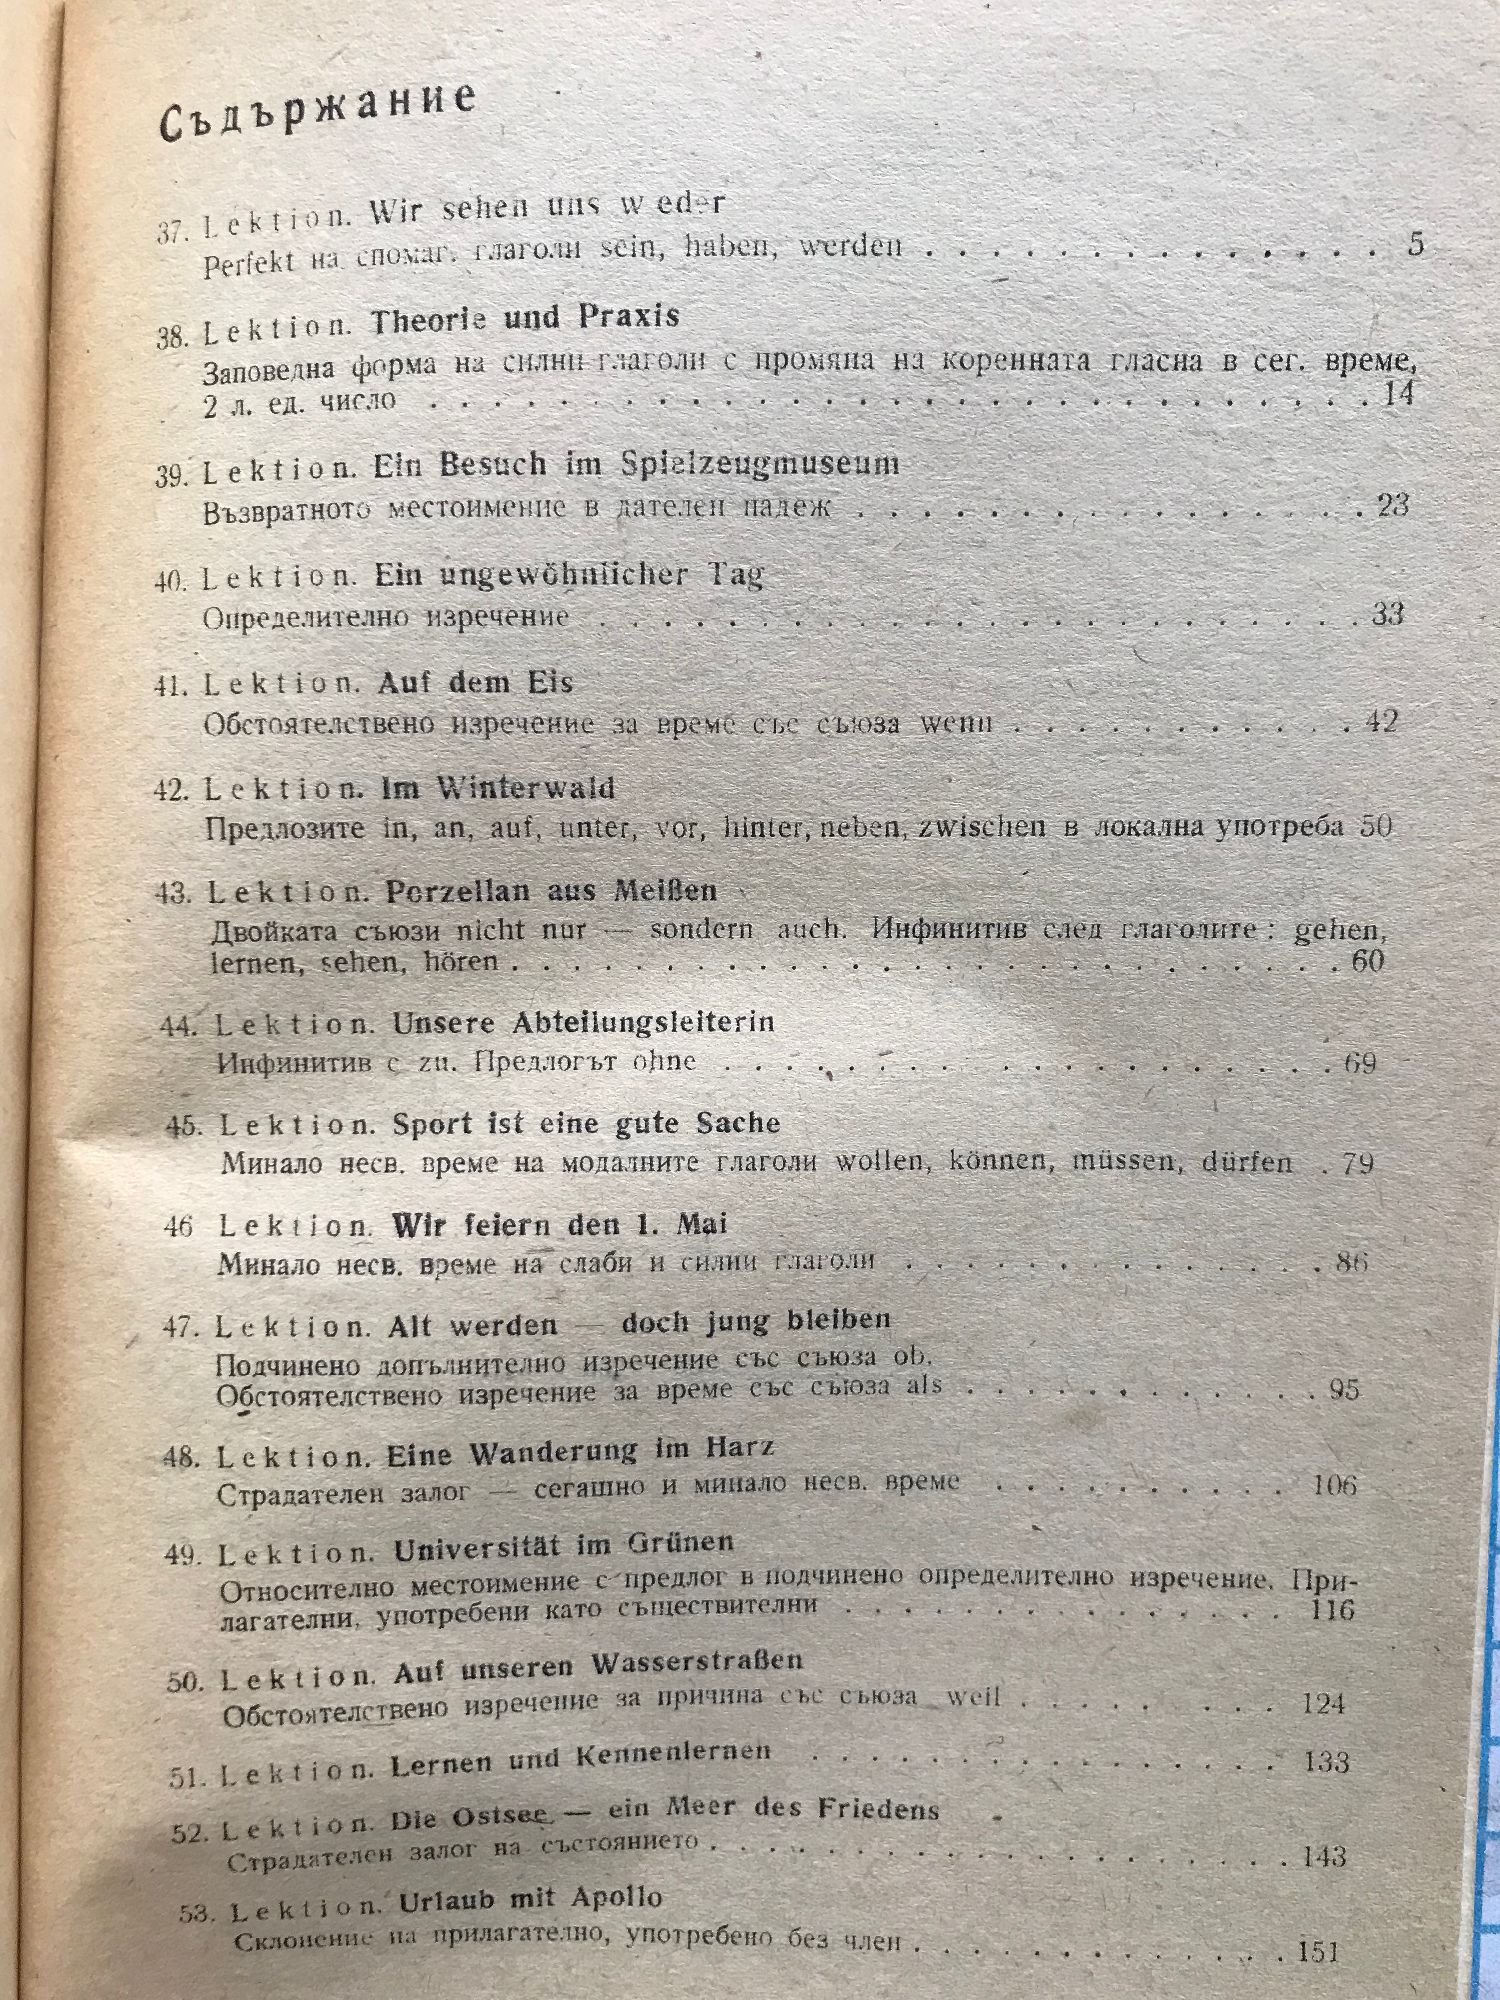 Съдържание
37. Lektion. Wir sehen uns w eder
Perfekt на спомаг. глаголи sein, haben, werden . . . . . . . . . . . . . . . 5
38. Lektion. Theorie und Praxis
Заповедна форма на силни глаголи с промяна на коренната гласна в сег. време,
2 л. ед. число . . . . . . . . . . . . . . . . . . . . . . . . . . . . . . 14
39. Lektion. Ein Besuch im Spielzeugmuseum
Възвратното местоимение в дателен падеж . . . . . . . . . . . . . . . . . 23
40. Lektion. Ein ungewöhnlicher Tag
Определително изречение . . . . . . . . . . . . . . . . . . . . . . . . 33
41. Lektion. Auf dem Eis
Обстоятелствено изречение за време със съюза wenn . . . . . . . . . . . 42
42. Lektion. Im Winterwald
Предлозите in, an, auf, unter, vor, hinter, neben, zwischen в локална употреба 50
43. Lektion. Porzellan aus Meißen
Двойката съюзи nicht nur — sondern auch. Инфинитив след глаголите : gehen,
lernen, sehen, hören . . . . . . . . . . . . . . . . . . . . . . . . . . . 60
44. Lektion. Unsere Abteilungsleiterin
Инфинитив с zu. Предлогът ohne . . . . . . . . . . . . . . . . . . . . 69
45. Lektion. Sport ist eine gute Sache
Минало несв. време на модалните глаголи wollen, können, müssen, dürfen . 79
46 Lektion. Wir feiern den 1. Mai
Минало несв. време на слаби и силни глаголи . . . . . . . . . . . . . . 86
47. Lektion. Alt werden — doch jung bleiben
Подчинено допълнително изречение със съюза ob.
Обстоятелствено изречение за време със съюза als . . . . . . . . . . . . 95
48. Lektion. Eine Wanderung im Harz
Страдателен залог — сегашно и минало несв. време . . . . . . . . . . 106
49. Lektion. Universität im Grünen
Относително местоимение с предлог в подчинено определително изречение. При-
лагателни, употребени като съществителни . . . . . . . . . . . . . . . 116
50. Lektion. Auf unseren Wasserstraßen
Обстоятелствено изречение за причина със съюза weil . . . . . . . . . 124
51. Lektion. Lernen und Kennenlernen . . . . . . . . . . . . . . . . 133
52. Lektion. Die Ostsee — ein Meer des Friedens
Страдателен залог на състоянието . . . . . . . . . . . . . . . . . . . 143
53. Lektion. Urlaub mit Apollo
Склонение на прилагателно, употребено без член . . . . . . . . . . . . 151